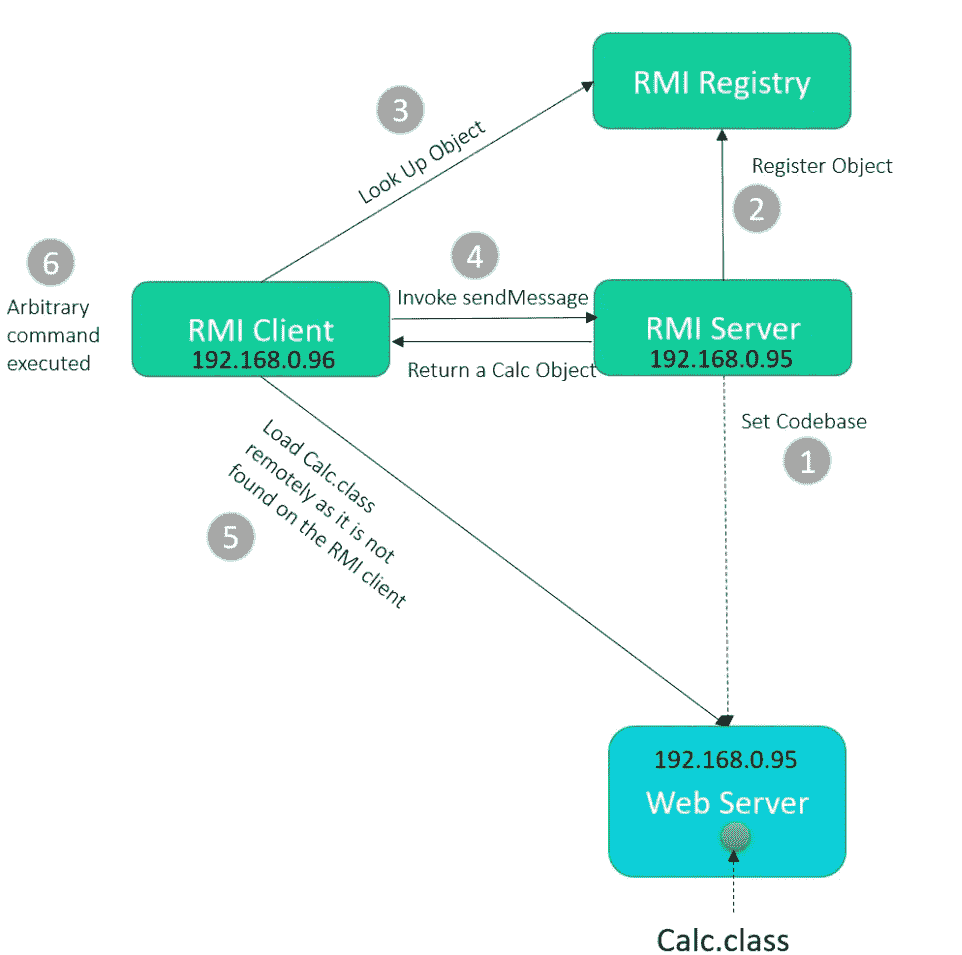 RMI Registry
3
Look Up Object
Register Object
2
6
Arbitrary
command
executed
4
Invoke sendMessage
RMI Client
192.168.0.96
RMI Server
192.168.0.95
Return a Calc Object
Set Codebase
1
Load Calc.class
remotely as it is not
found on the RMI client
5
192.168.0.95
Web Server
Calc.class